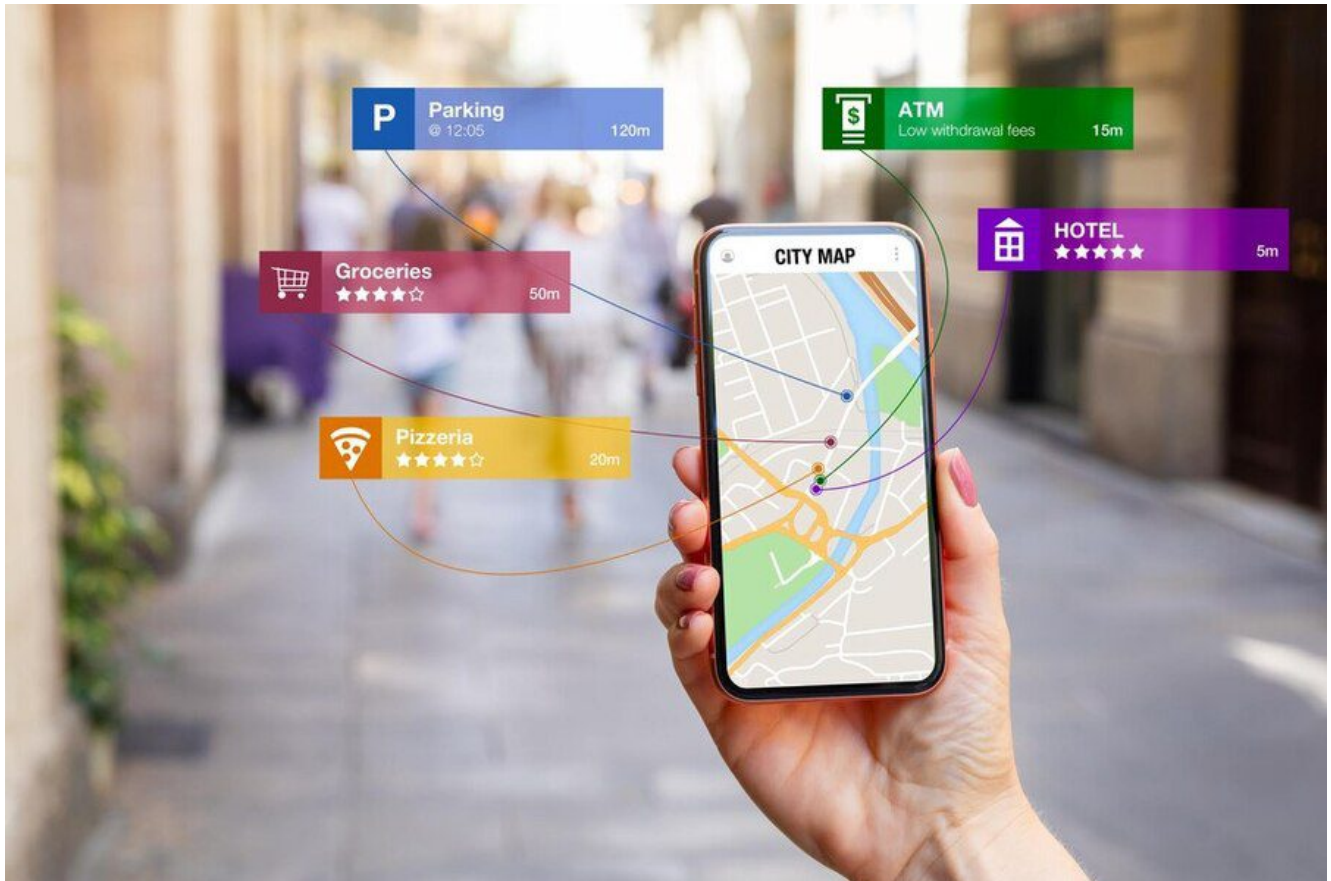 P
Parking
@ 12:05
120m
$
ATM
Low withdrawal fees
15m
HOTEL
5m
CITY MAP
Groceries
50m
Pizzeria
20m